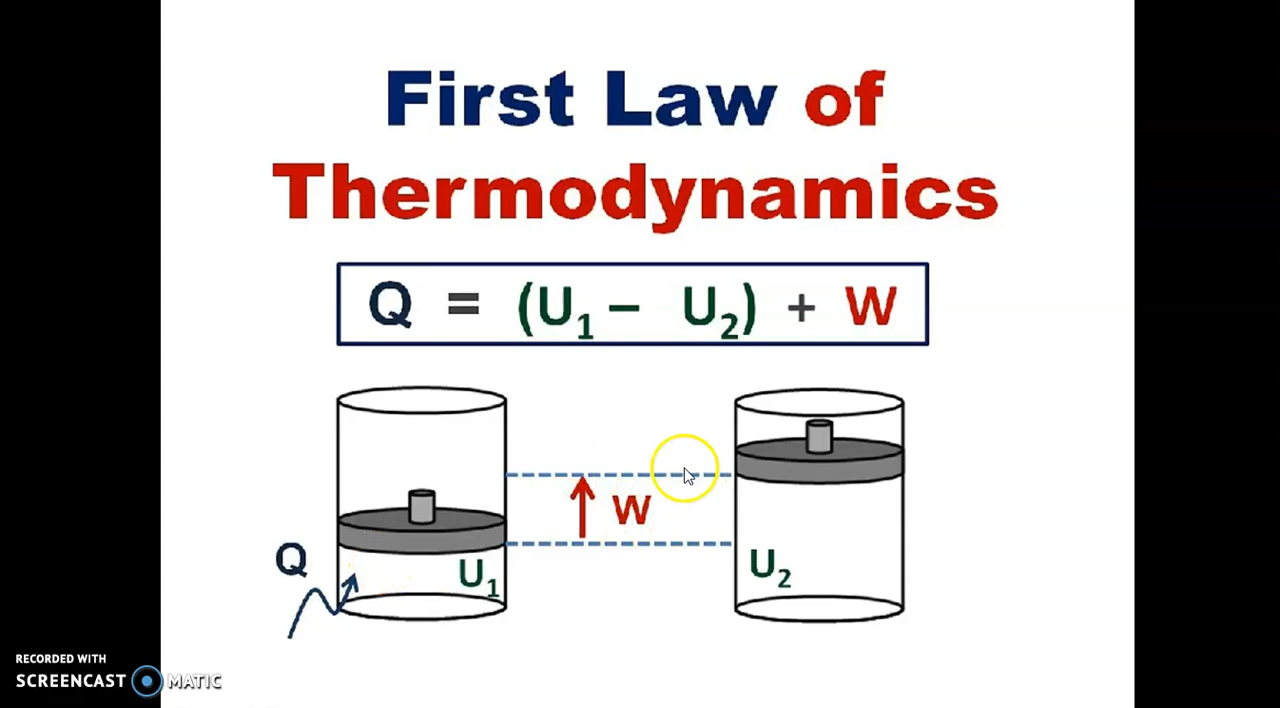 First Law of
Thermodynamics
Q = (U₁ − U₂) + W
W
Q
U₁
U₂
RECORDED WITH
SCREENCAST MATIC